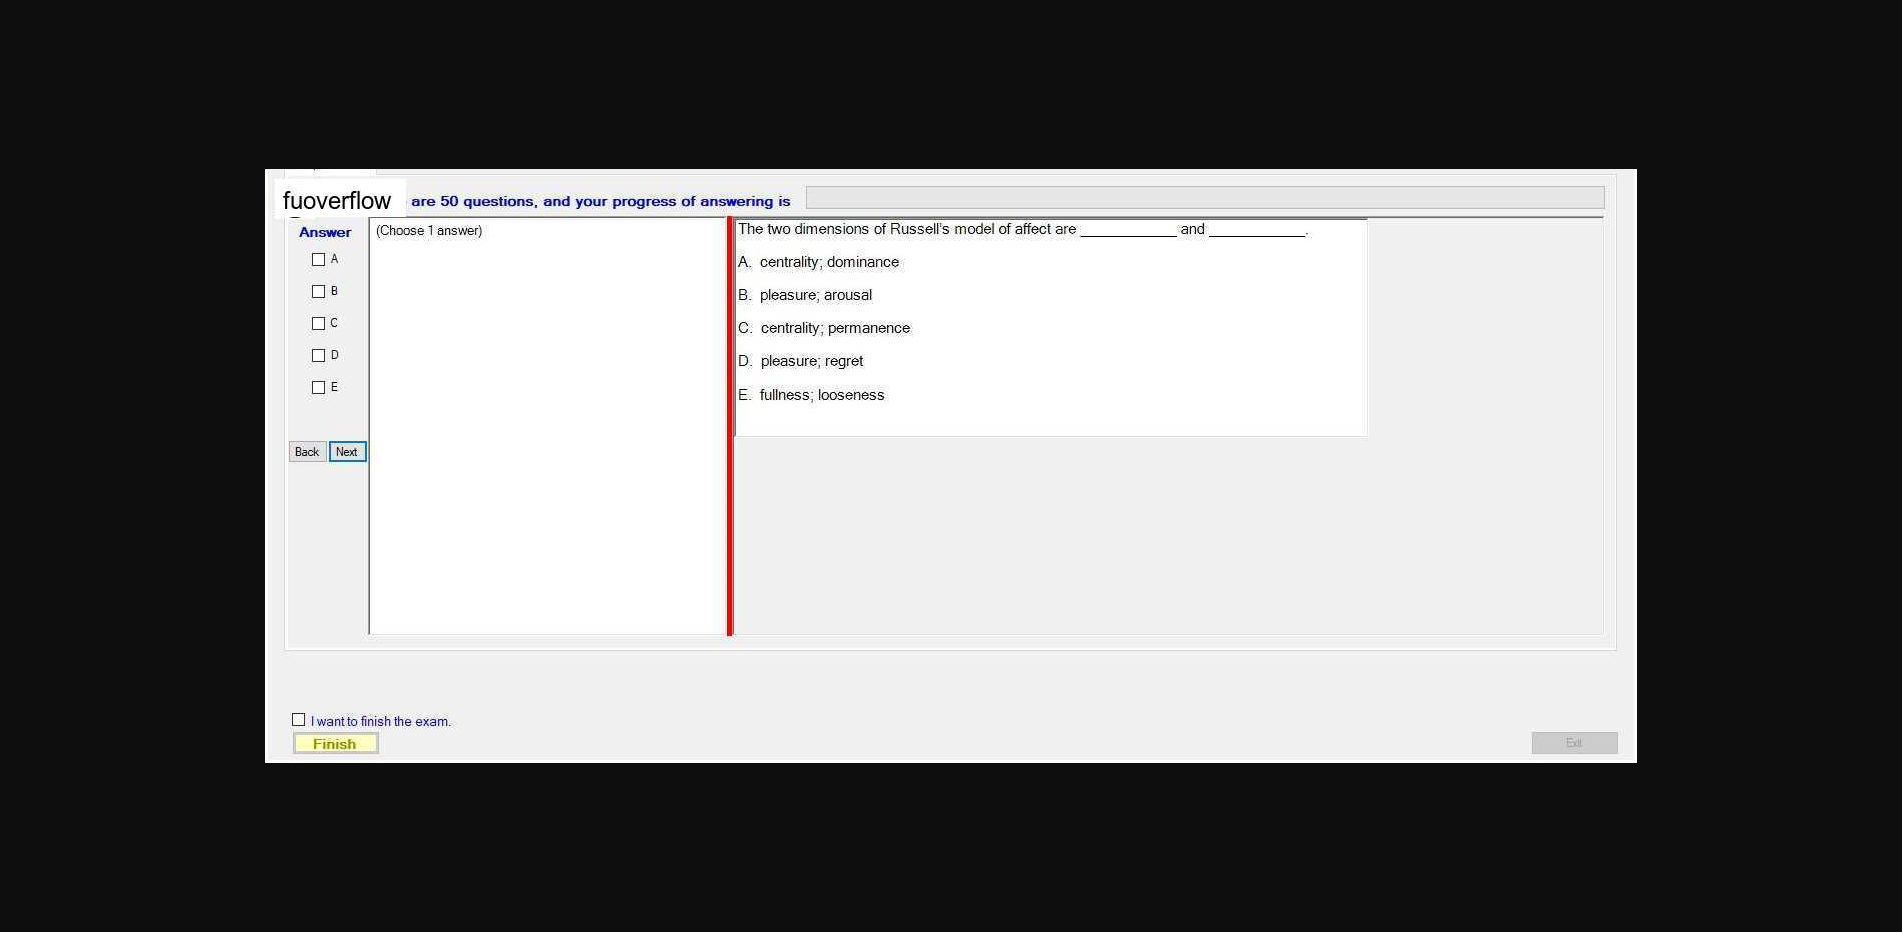 fuoverflow are 50 questions, and your progress of answering is
Answer
A
B
C
D
E
Back Next
(Choose 1 answer)
The two dimensions of Russell's model of affect are ____________ and ____________.
A. centrality; dominance
B. pleasure; arousal
C. centrality; permanence
D. pleasure; regret
E. fullness; looseness
I want to finish the exam.
Finish
Exit